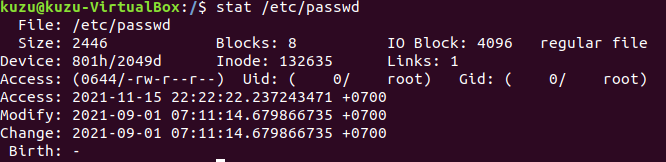 kuzu@kuzu-VirtualBox:/$ stat /etc/passwd
  File: /etc/passwd
  Size: 2446            Blocks: 8          IO Block: 4096   regular file
Device: 801h/2049d      Inode: 132635      Links: 1
Access: (0644/-rw-r--r--)  Uid: (    0/    root)   Gid: (    0/    root)
Access: 2021-11-15 22:22:22.237243471 +0700
Modify: 2021-09-01 07:11:14.679866735 +0700
Change: 2021-09-01 07:11:14.679866735 +0700
 Birth: -